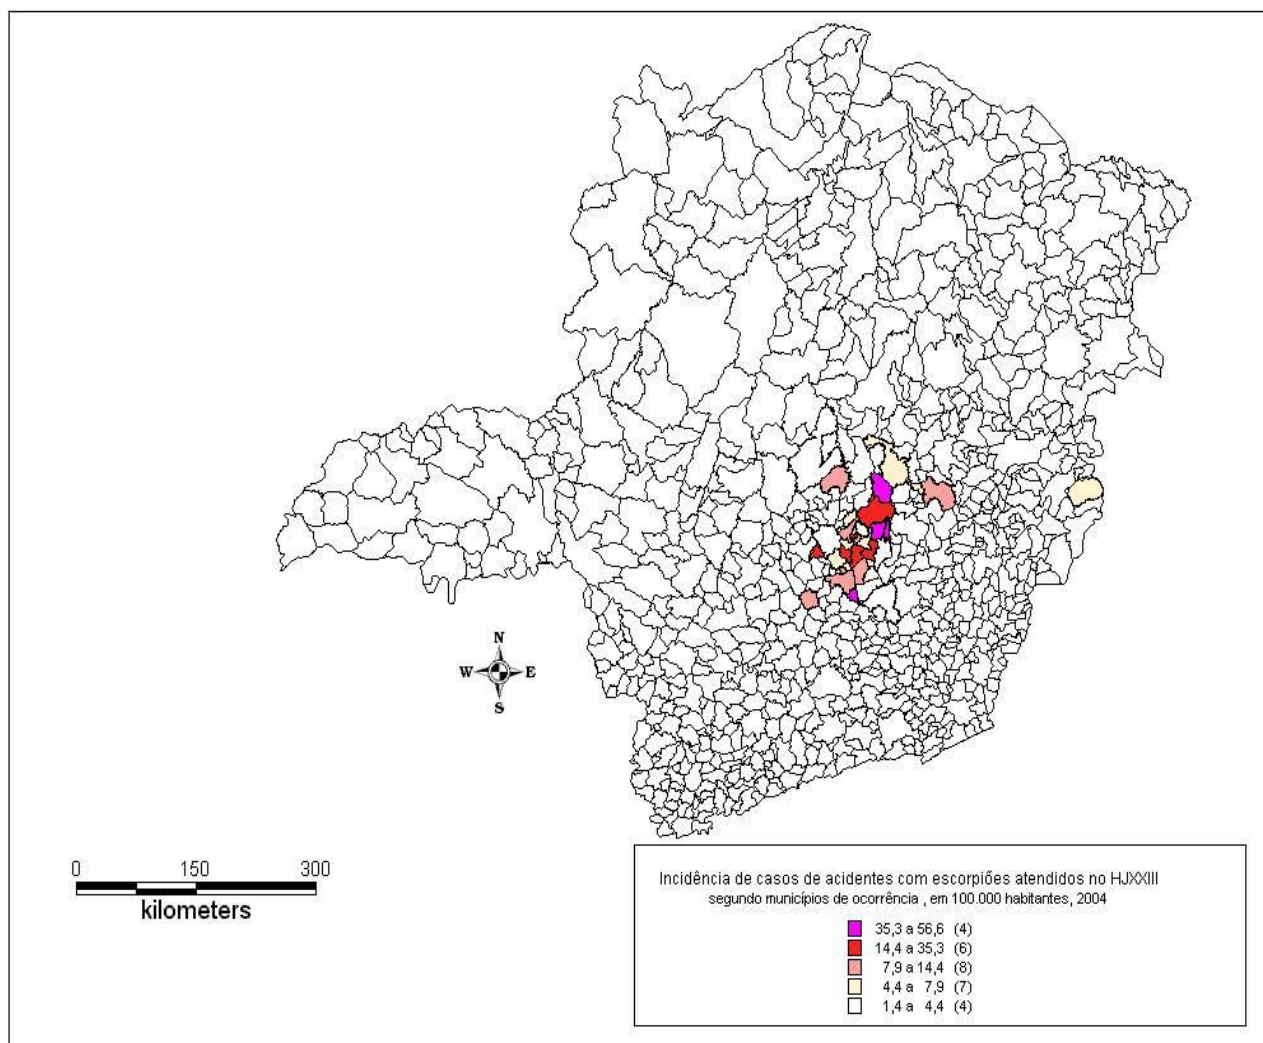 N
W E
S
0 150 300
kilometers
Incidência de casos de acidentes com escorpiões atendidos no HJXXIII
segundo municípios de ocorrência , em 100.000 habitantes, 2004
35,3 a 56,6 (4)
14,4 a 35,3 (6)
7,9 a 14,4 (8)
4,4 a 7,9 (7)
1,4 a 4,4 (4)